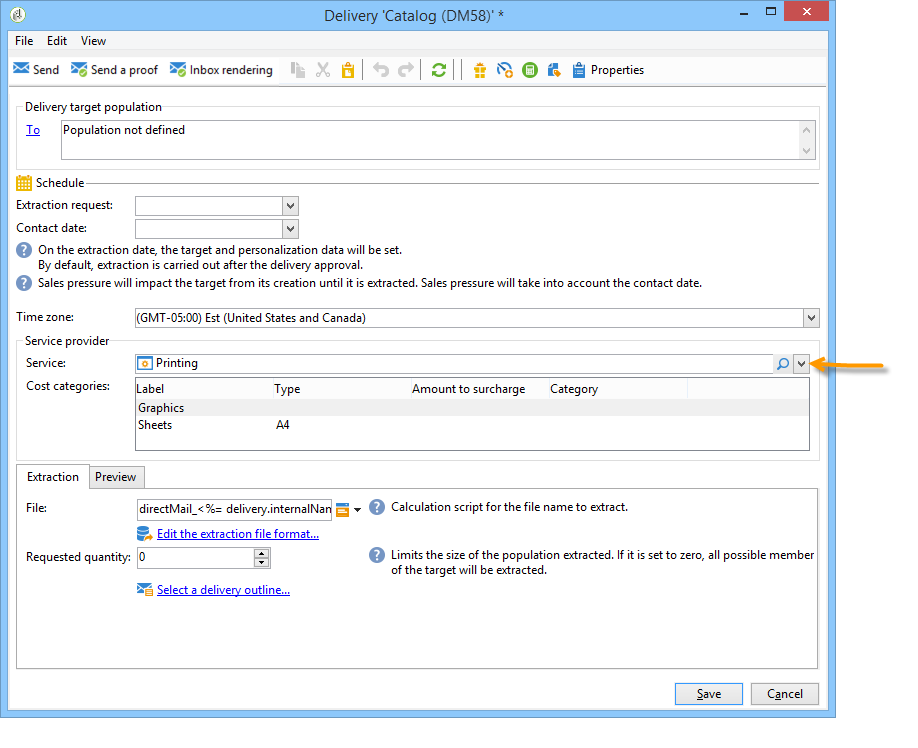 Delivery 'Catalog (DM58)' *
File Edit View
Send Send a proof Inbox rendering Properties
Delivery target population
To Population not defined
Schedule
Extraction request:
Contact date:
On the extraction date, the target and personalization data will be set.
By default, extraction is carried out after the delivery approval.
Sales pressure will impact the target from its creation until it is extracted. Sales pressure will take into account the contact date.
Time zone: (GMT-05:00) Est (United States and Canada)
Service provider
Service: Printing
Cost categories: Label Type Amount to surcharge Category
Graphics
Sheets A4
Extraction Preview
File: directMail_<%= delivery.internalNan Calculation script for the file name to extract.
Edit the extraction file format...
Requested quantity: 0 Limits the size of the population extracted. If it is set to zero, all possible member
of the target will be extracted.
Select a delivery outline...
Save Cancel